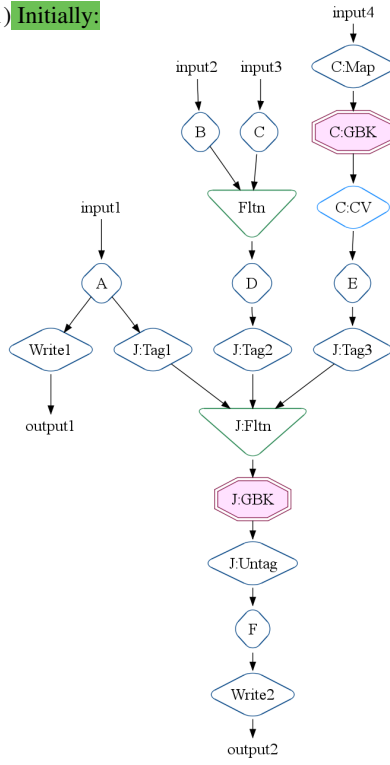 ) Initially:
input4
C:Map
input2
input3
B
C
C:GBK
Fltn
C:CV
input1
A
D
E
Write1
J:Tag1
J:Tag2
J:Tag3
output1
J:Fltn
J:GBK
J:Untag
F
Write2
output2